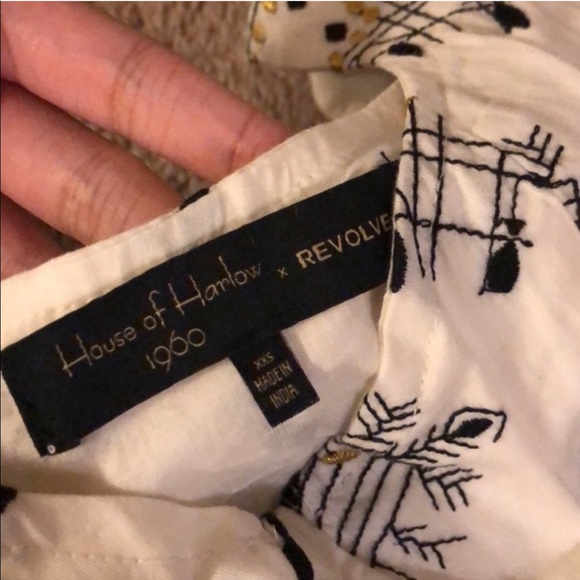 House of Harlow
1960
x REVOLVE
XXS
MADE IN
INDIA